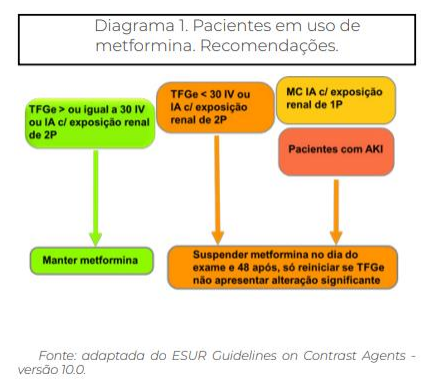 Diagrama 1. Pacientes em uso de
metformina. Recomendações.
TFGe > ou igual a 30 IV
ou IA c/ exposição renal
de 2P
TFGe < 30 IV ou
IA c/ exposição
renal de 2P
MC IA c/ exposição
renal de 1P
Pacientes com AKI
Manter metformina
Suspender metformina no dia do
exame e 48 após, só reiniciar se TFGe
não apresentar alteração significante
Fonte: adaptada do ESUR Guidelines on Contrast Agents -
versão 10.0.